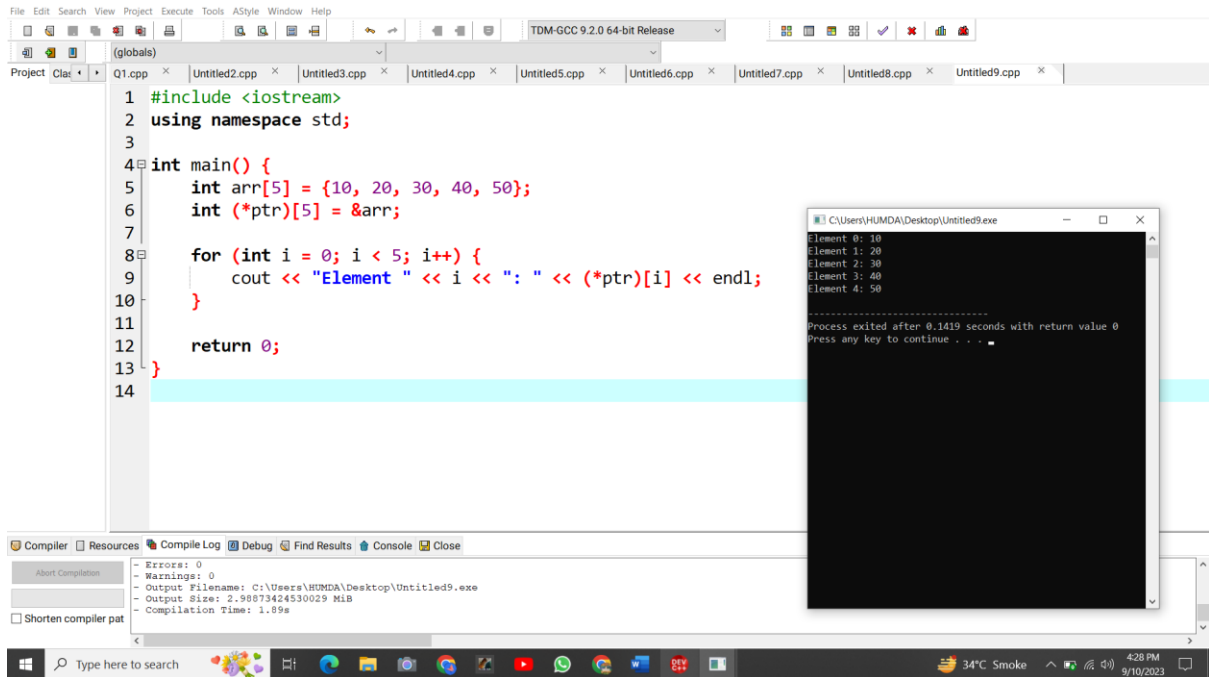 File Edit Search View Project Execute Tools AStyle Window Help
TDM-GCC 9.2.0 64-bit Release
(globals)
Project Clas Q1.cpp Untitled2.cpp Untitled3.cpp Untitled4.cpp Untitled5.cpp Untitled6.cpp Untitled7.cpp Untitled8.cpp Untitled9.cpp
1 #include <iostream>
2 using namespace std;
3
4 int main() {
5 int arr[5] = {10, 20, 30, 40, 50};
6 int (*ptr)[5] = &arr;
7
8 for (int i = 0; i < 5; i++) {
9 cout << "Element " << i << ": " << (*ptr)[i] << endl;
10 }
11
12 return 0;
13 }
14
C:\Users\HUMDA\Desktop\Untitled9.exe
Element 0: 10
Element 1: 20
Element 2: 30
Element 3: 40
Element 4: 50
--------------------------------
Process exited after 0.1419 seconds with return value 0
Press any key to continue . . .
Compiler Resources Compile Log Debug Find Results Console Close
Abort Compilation
Shorten compiler pat
- Errors: 0
- Warnings: 0
- Output Filename: C:\Users\HUMDA\Desktop\Untitled9.exe
- Output Size: 2.98873424530029 MiB
- Compilation Time: 1.89s
Type here to search
DEV C++
34°C Smoke
4:28 PM
9/10/2023